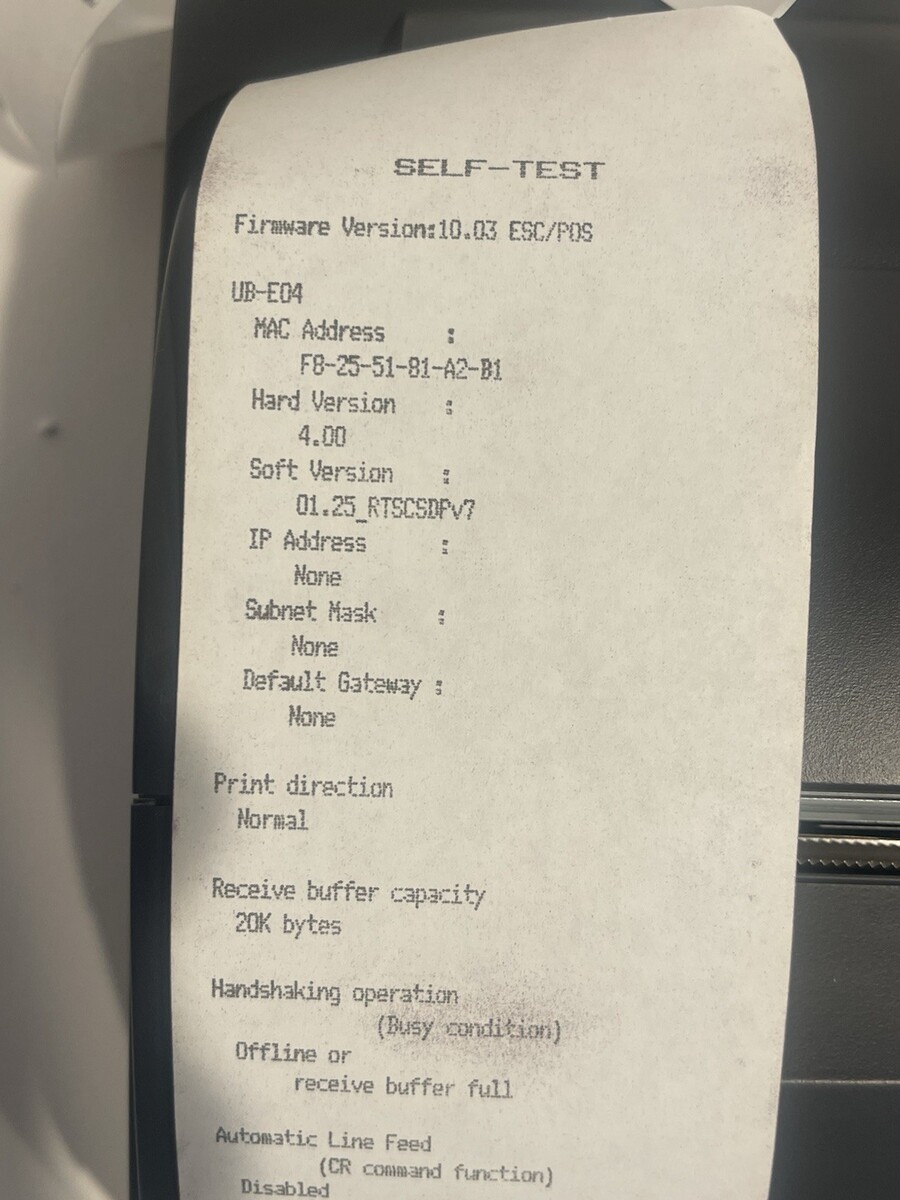 SELF-TEST
Firmware Version:10.03 ESC/POS
UB-E04
MAC Address :
F8-25-51-81-A2-B1
Hard Version :
4.00
Soft Version :
01.25_RTSCSDPv7
IP Address :
None
Subnet Mask :
None
Default Gateway :
None
Print direction
Normal
Receive buffer capacity
20K bytes
Handshaking operation
(Busy condition)
Offline or
receive buffer full
Automatic Line Feed
(CR command function)
Disabled